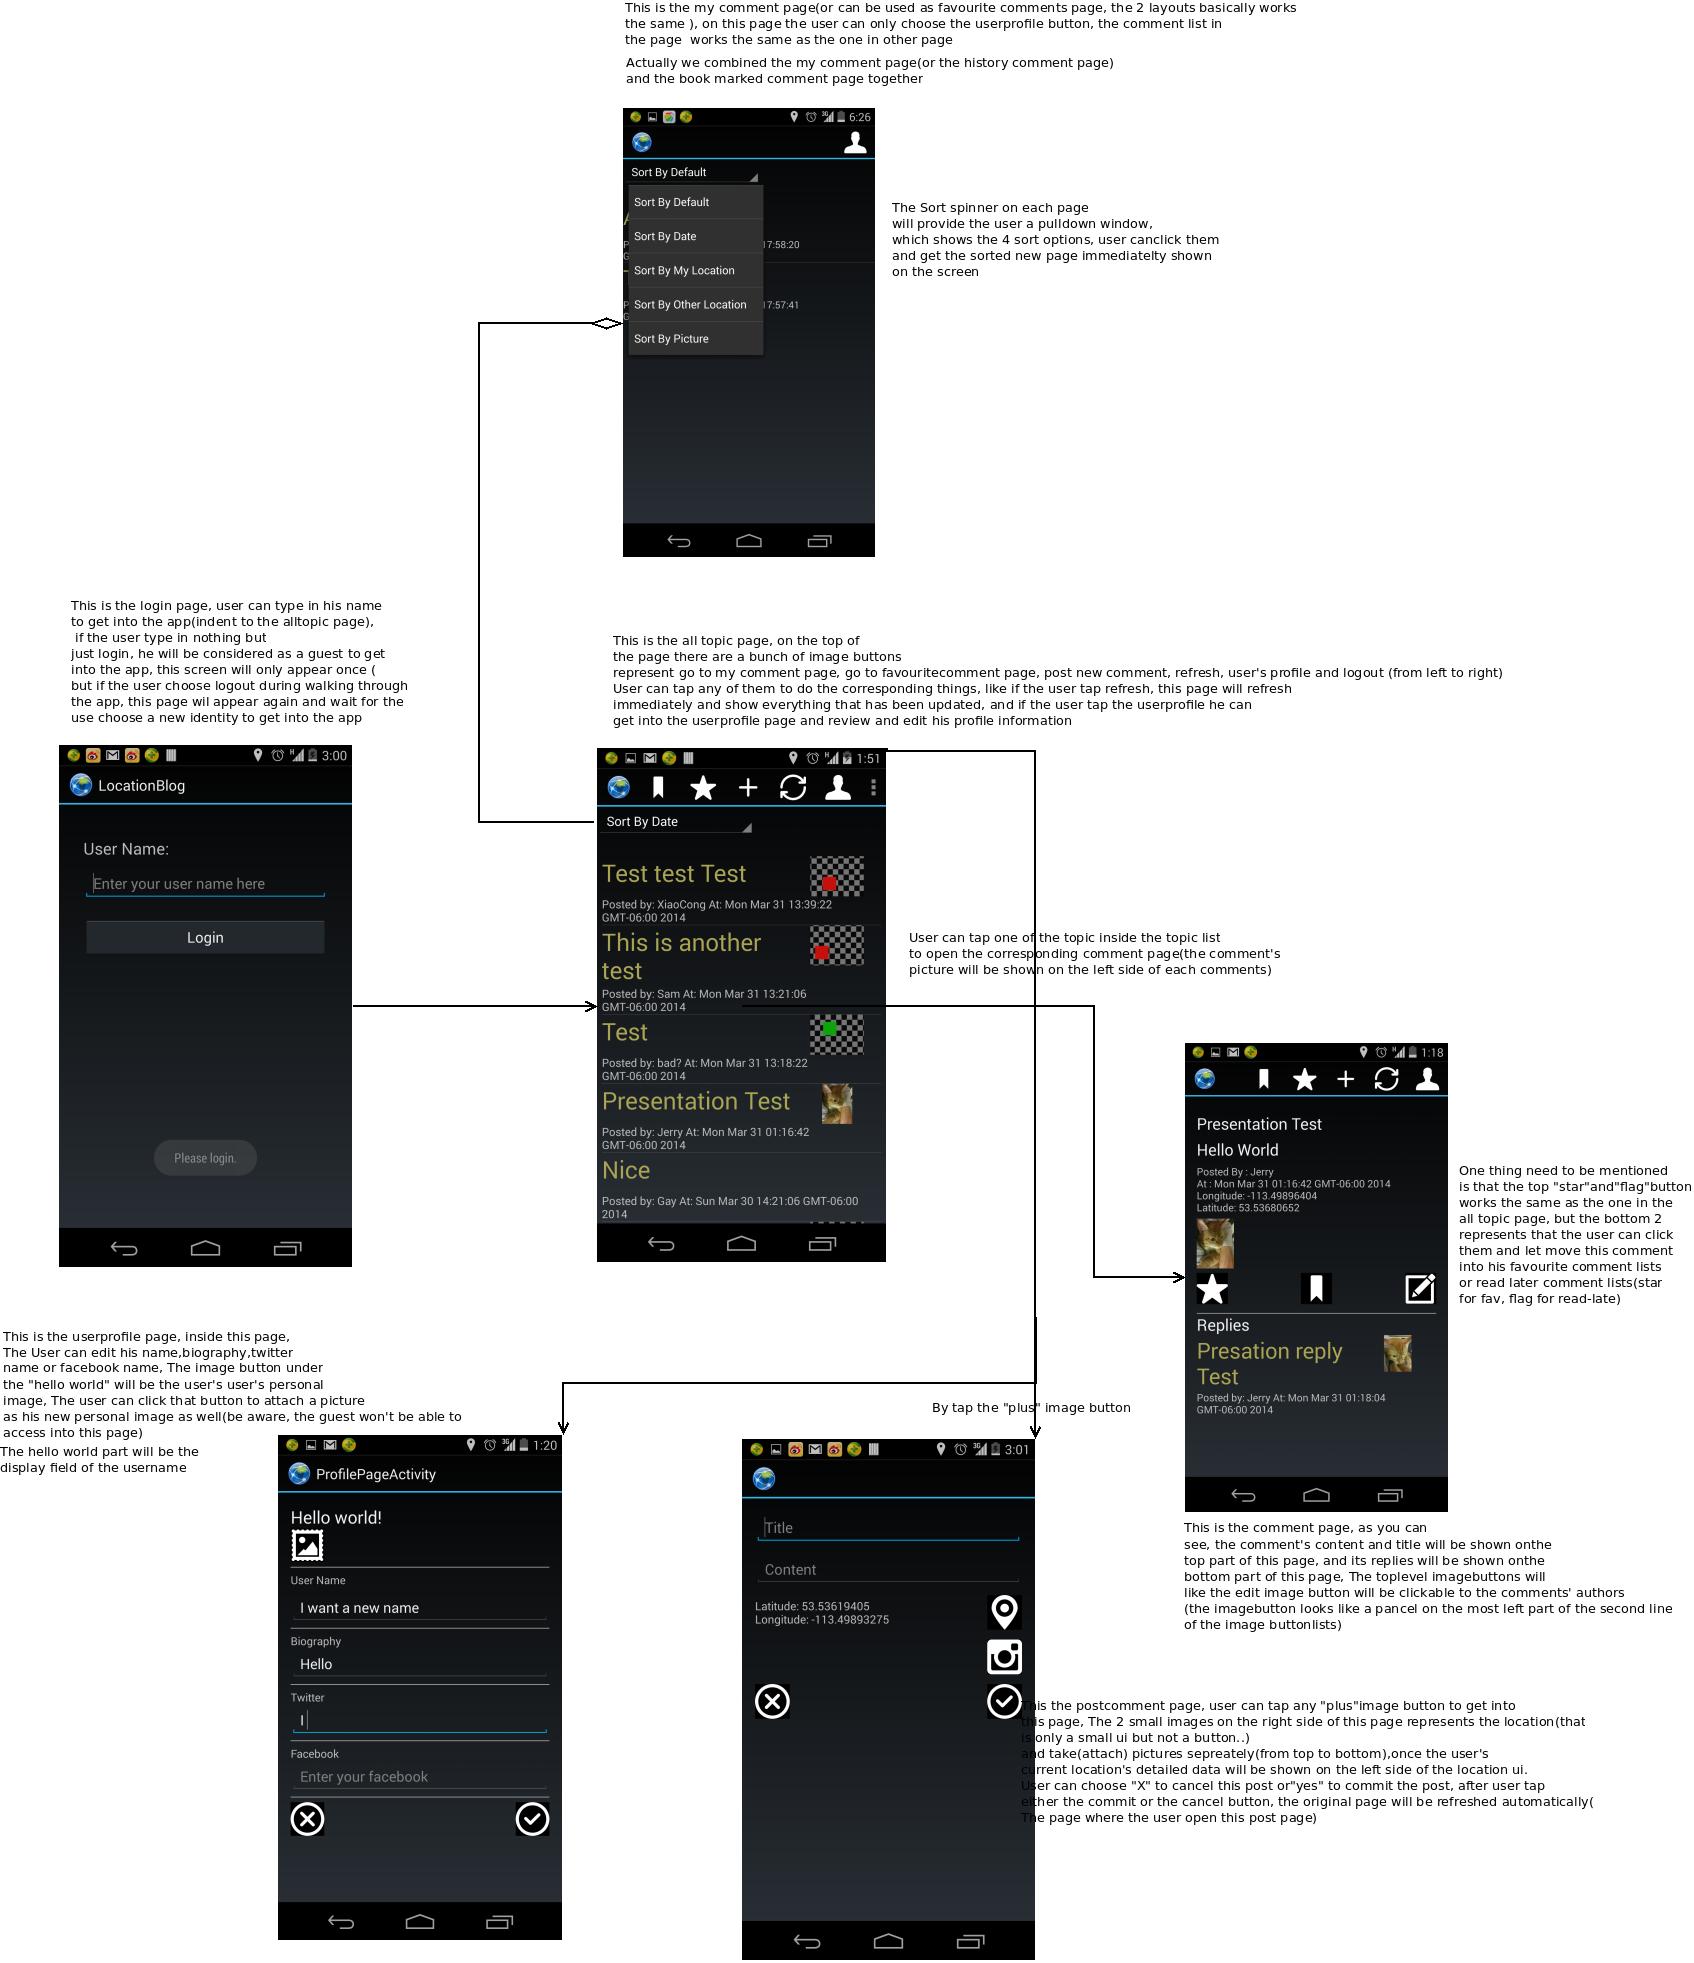 This is the my comment page(or can be used as favourite comments page, the 2 layouts basically works
the same ), on this page the user can only choose the userprofile button, the comment list in
the page  works the same as the one in other page
Actually we combined the my comment page(or the history comment page)
and the book marked comment page together
6:26
Sort By Default
Sort By Default
Sort By Date
Sort By My Location
Sort By Other Location
Sort By Picture
17:58:20
17:57:41
The Sort spinner on each page
will provide the user a pulldown window,
which shows the 4 sort options, user canclick them
and get the sorted new page immediateltv shown
on the screen
This is the login page, user can type in his name
to get into the app(indent to the alltopic page),
if the user type in nothing but
just login, he will be considered as a guest to get
into the app, this screen will only appear once (
but if the user choose logout during walking through
the app, this page wil appear again and wait for the
use choose a new identity to get into the app
3:00
LocationBlog
User Name:
Enter your user name here
Login
Please login.
This is the all topic page, on the top of
the page there are a bunch of image buttons
represent go to my comment page, go to favouritecomment page, post new comment, refresh, user's profile and logout (from left to right)
User can tap any of them to do the corresponding things, like if the user tap refresh, this page will refresh
immediately and show everything that has been updated, and if the user tap the userprofile he can
get into the userprofile page and review and edit his profile information
1:51
Sort By Date
Test test Test
Posted by: XiaoCong At: Mon Mar 31 13:39:22
GMT-06:00 2014
This is another
test
Posted by: Sam At: Mon Mar 31 13:21:06
GMT-06:00 2014
Test
Posted by: bad? At: Mon Mar 31 13:18:22
GMT-06:00 2014
Presentation Test
Posted by: Jerry At: Mon Mar 31 01:16:42
GMT-06:00 2014
Nice
Posted by: Gay At: Sun Mar 30 14:21:06 GMT-06:00
2014
User can tap one of the topic inside the topic list
to open the corresponding comment page(the comment's
picture will be shown on the left side of each comments)
1:18
Presentation Test
Hello World
Posted By : Jerry
At : Mon Mar 31 01:16:42 GMT-06:00 2014
Longitude: -113.49896404
Latitude: 53.53680652
Replies
Presation reply
Test
Posted by: Jerry At: Mon Mar 31 01:18:04
GMT-06:00 2014
One thing need to be mentioned
is that the top "star"and"flag"button
works the same as the one in the
all topic page, but the bottom 2
represents that the user can click
them and let move this comment
into his favourite comment lists
or read later comment lists(star
for fav, flag for read-late)
This is the comment page, as you can
see, the comment's content and title will be shown onthe
top part of this page, and its replies will be shown onthe
bottom part of this page, The toplevel imagebuttons will
like the edit image button will be clickable to the comments' authors
(the imagebutton looks like a pancel on the most left part of the second line
of the image buttonlists)
This is the userprofile page, inside this page,
The User can edit his name,biography,twitter
name or facebook name, The image button under
the "hello world" will be the user's user's personal
image, The user can click that button to attach a picture
as his new personal image as well(be aware, the guest won't be able to
access into this page)
The hello world part will be the
display field of the username
1:20
ProfilePageActivity
Hello world!
User Name
I want a new name
Biography
Hello
Twitter
I
Facebook
Enter your facebook
By tap the "plus" image button
3:01
Title
Content
Latitude: 53.53619405
Longitude: -113.49893275
This the postcomment page, user can tap any "plus"image button to get into
this page, The 2 small images on the right side of this page represents the location(that
is only a small ui but not a button..)
and take(attach) pictures sepreately(from top to bottom),once the user's
current location's detailed data will be shown on the left side of the location ui.
User can choose "X" to cancel this post or"yes" to commit the post, after user tap
either the commit or the cancel button, the original page will be refreshed automatically(
The page where the user open this post page)